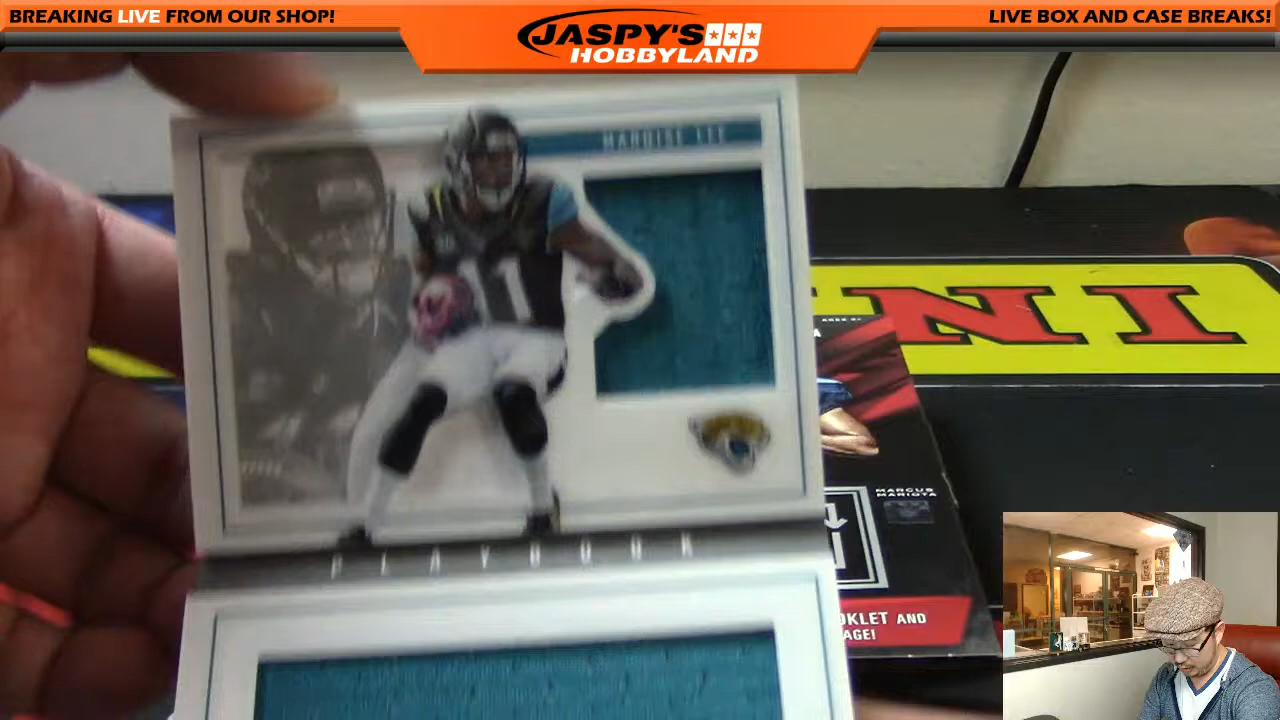 BREAKING LIVE FROM OUR SHOP!
JASPY'S
HOBBYLAND
LIVE BOX AND CASE BREAKS!
MARQISE LEE
11
PLAYBOOK
NINI
MARCUS
MARIOTA
OKLET AND
AGE!